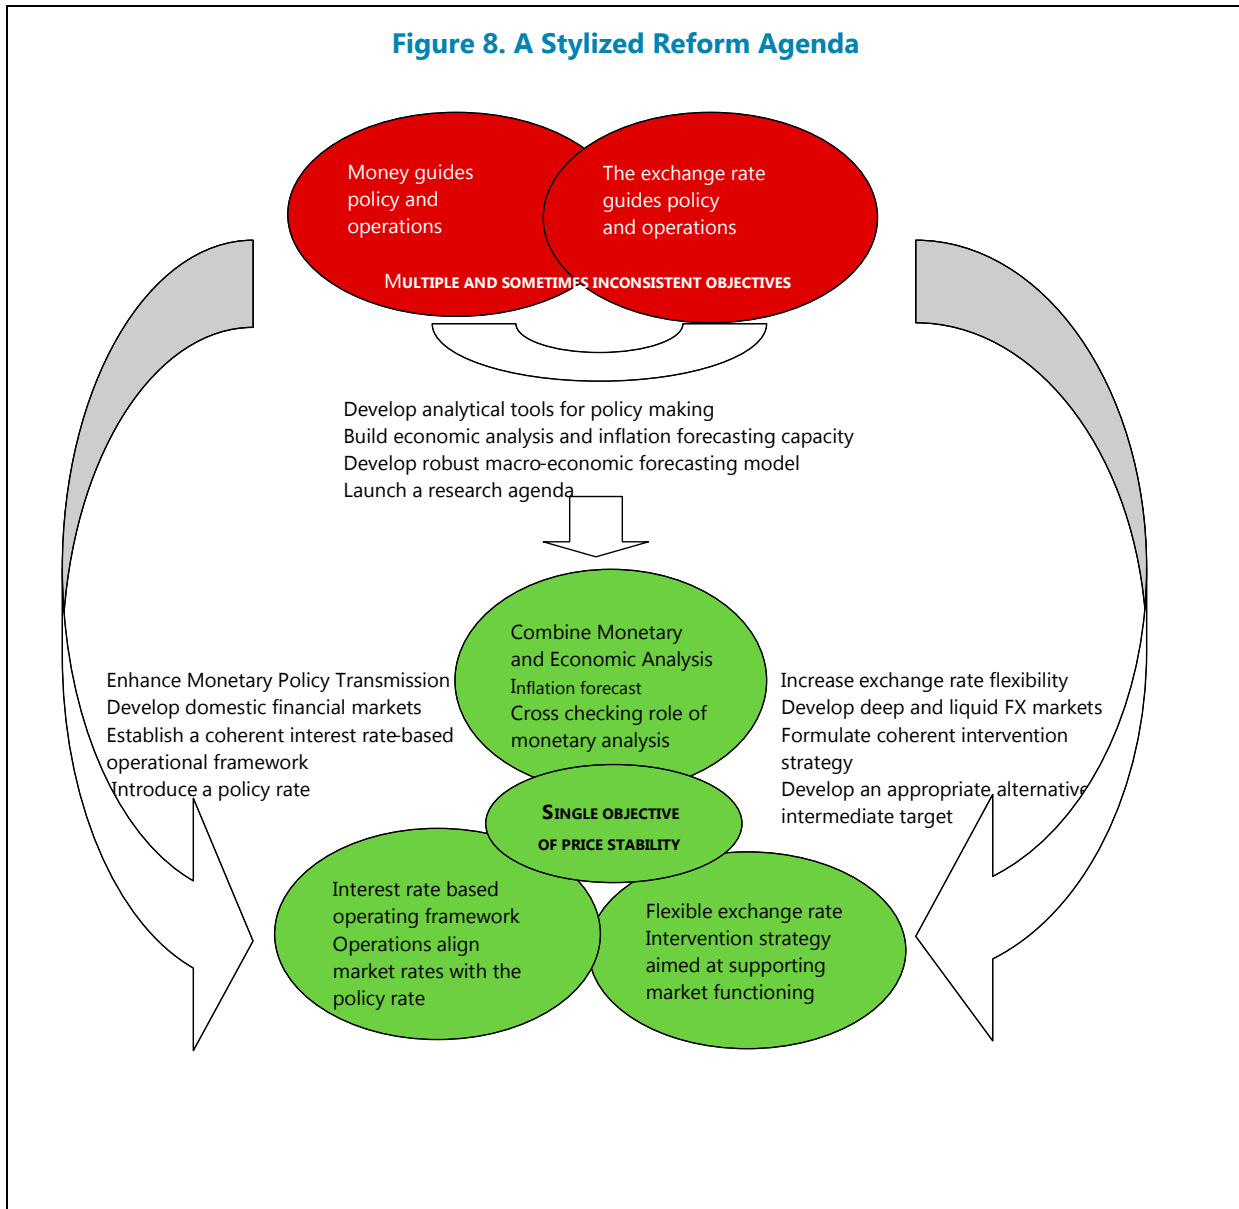 Figure 8. A Stylized Reform Agenda
Money guides
policy and
operations
The exchange rate
guides policy
and operations
MULTIPLE AND SOMETIMES INCONSISTENT OBJECTIVES
Develop analytical tools for policy making
Build economic analysis and inflation forecasting capacity
Develop robust macro-economic forecasting model
Launch a research agenda
Combine Monetary
and Economic Analysis
Inflation forecast
Cross checking role of
monetary analysis
Enhance Monetary Policy Transmission
Develop domestic financial markets
Establish a coherent interest rate-based
operational framework
Introduce a policy rate
Increase exchange rate flexibility
Develop deep and liquid FX markets
Formulate coherent intervention
strategy
Develop an appropriate alternative
intermediate target
SINGLE OBJECTIVE
OF PRICE STABILITY
Interest rate based
operating framework
Operations align
market rates with the
policy rate
Flexible exchange rate
Intervention strategy
aimed at supporting
market functioning